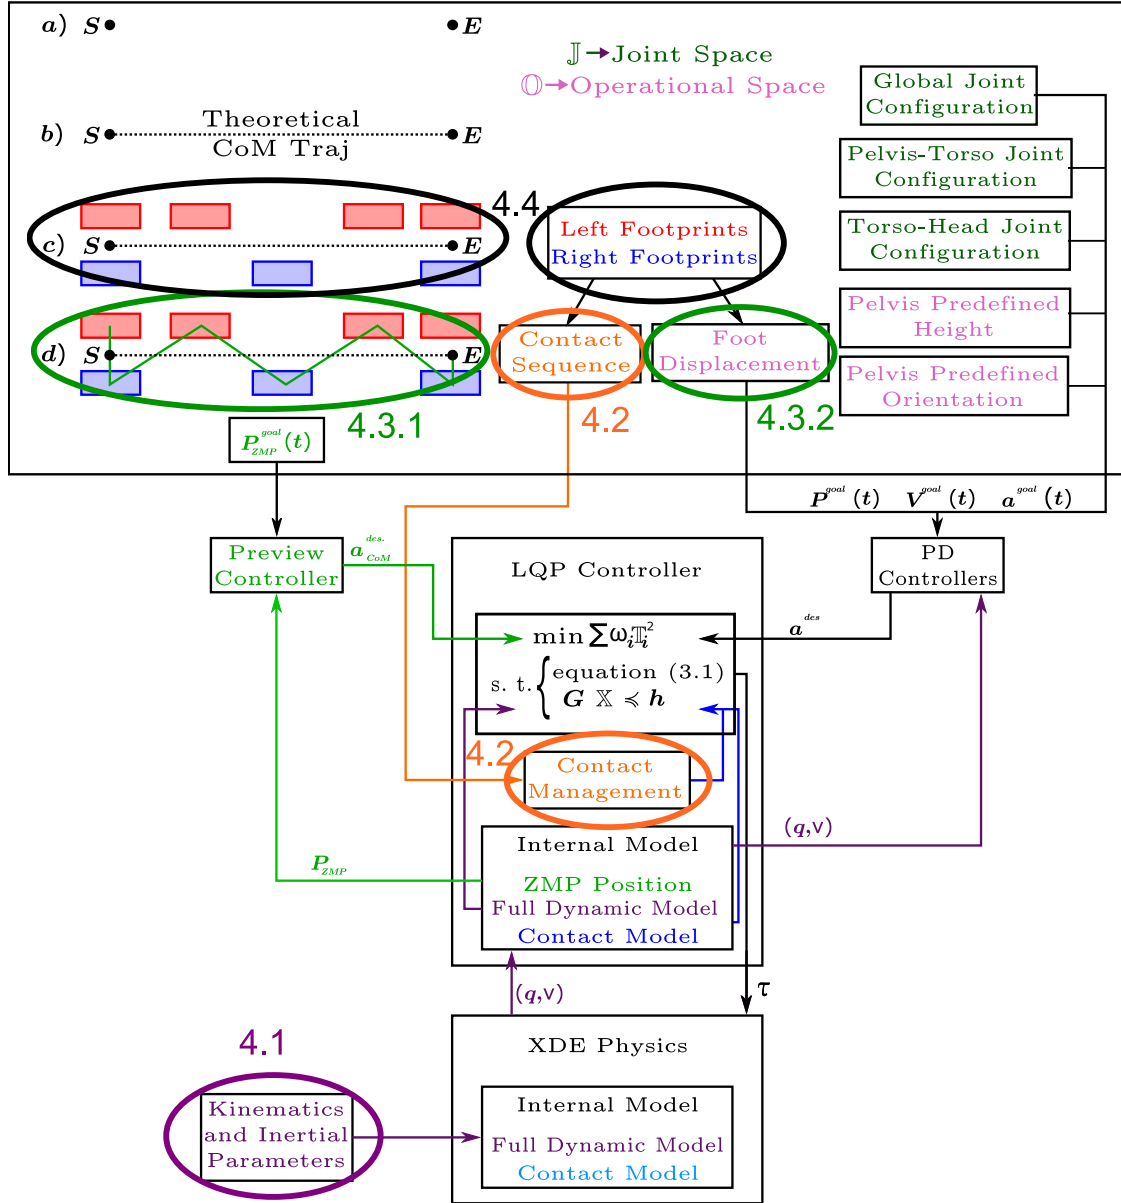 a) S E
𝕁→Joint Space
𝕆→Operational Space
Global Joint
Configuration
b) S Theoretical E
CoM Traj
Pelvis-Torso Joint
Configuration
4.4
c) S E
Left Footprints
Right Footprints
Torso-Head Joint
Configuration
d) S E
Contact
Sequence
Foot
Displacement
Pelvis Predefined
Height
Pelvis Predefined
Orientation
4.3.1
4.2
4.3.2
P_ZMP^goal (t)
P^goal (t) V^goal (t) a^goal (t)
Preview
Controller
a_CoM^des.
LQP Controller
PD
Controllers
min ∑ω_i𝕋_i^2
a^des
s. t. { equation (3.1)
G 𝕏 ≼ h
4.2
Contact
Management
(q,v)
P_ZMP
Internal Model
ZMP Position
Full Dynamic Model
Contact Model
(q,v)
τ
4.1
XDE Physics
Kinematics
and Inertial
Parameters
Internal Model
Full Dynamic Model
Contact Model